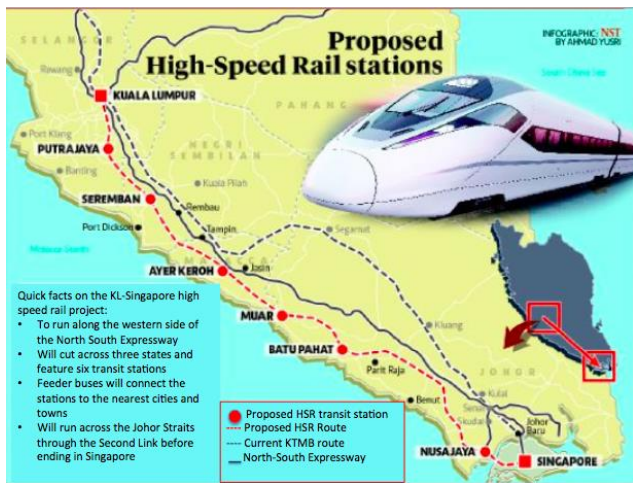 Proposed
High-Speed Rail stations
INFOGRAPHIC: NST
BY AHMAD YUSRI
South China Sea
SELANGOR
Rawang
KUALA LUMPUR
PAHANG
Port Klang
PUTRAJAYA
NEGRI
SEMBILAN
Banting
Kuala Pilah
SEREMBAN
Rembau
Port Dickson
Tampin
Segamat
AYER KEROH
Jasin
MUAR
Kluang
BATU PAHAT
Parit Raja
JOHOR
Benut
Kulai
Senai
Skudai
Johor
Baru
NUSAJAYA
SINGAPORE
Quick facts on the KL-Singapore high
speed rail project:
• To run along the western side of
the North South Expressway
• Will cut across three states and
feature six transit stations
• Feeder buses will connect the
stations to the nearest cities and
towns
• Will run across the Johor Straits
through the Second Link before
ending in Singapore
Proposed HSR transit station
Proposed HSR Route
Current KTMB route
North-South Expressway